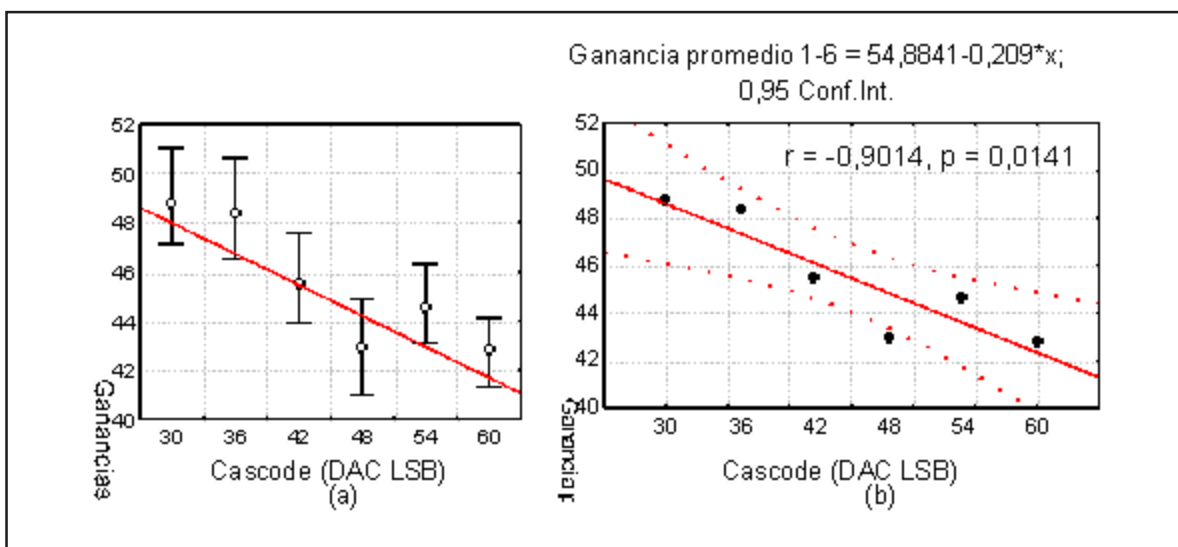 Ganancia promedio 1-6 = 54,8841-0,209*x;
0,95 Conf.Int.
52
50
48
46
44
42
40
Ganancias
30 36 42 48 54 60
Cascode (DAC LSB)
(a)
52
50
48
46
44
42
40
r = -0,9014, p = 0,0141
30 36 42 48 54 60
Cascode (DAC LSB)
(b)